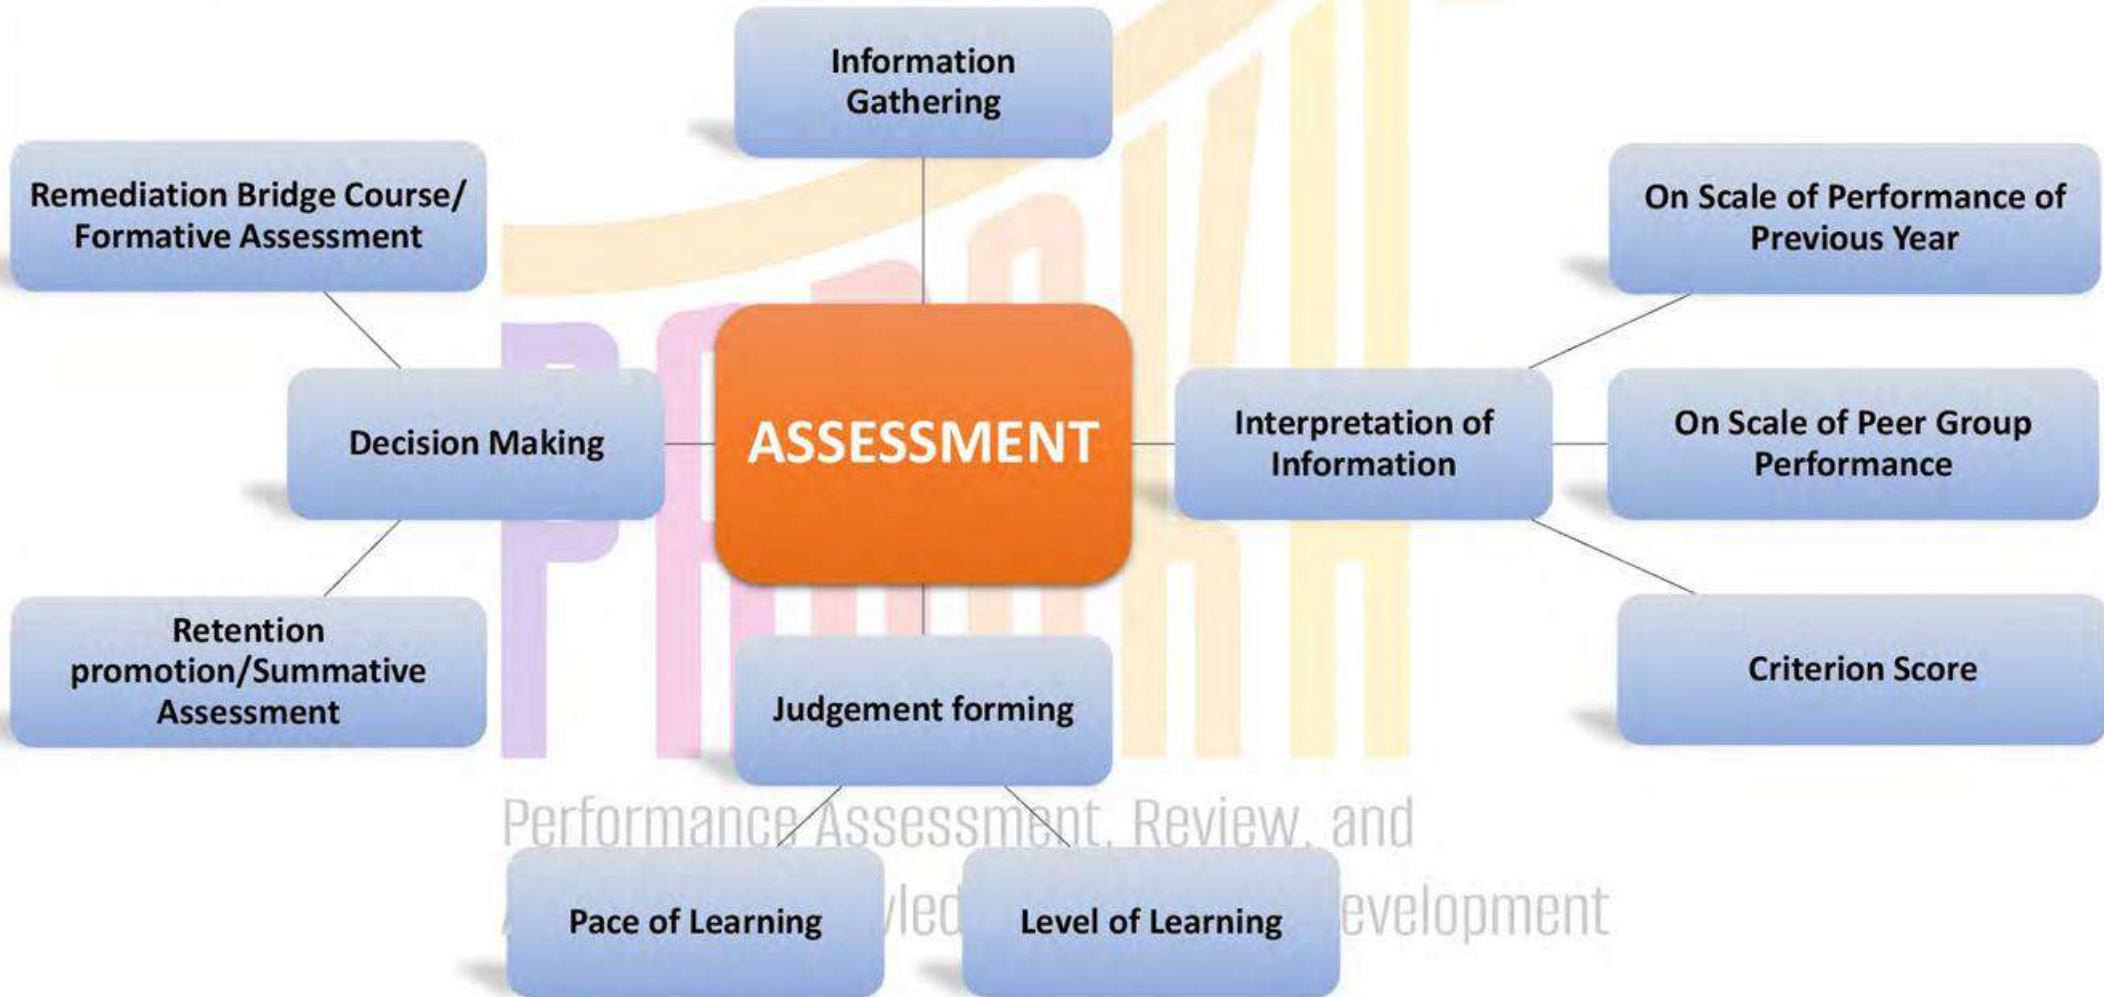 Information
Gathering
Remediation Bridge Course/
Formative Assessment
On Scale of Performance of
Previous Year
Decision Making
ASSESSMENT
Interpretation of
Information
On Scale of Peer Group
Performance
Retention
promotion/Summative
Assessment
Judgement forming
Criterion Score
Performance Assessment, Review, and
Pace of Learning
Level of Learning